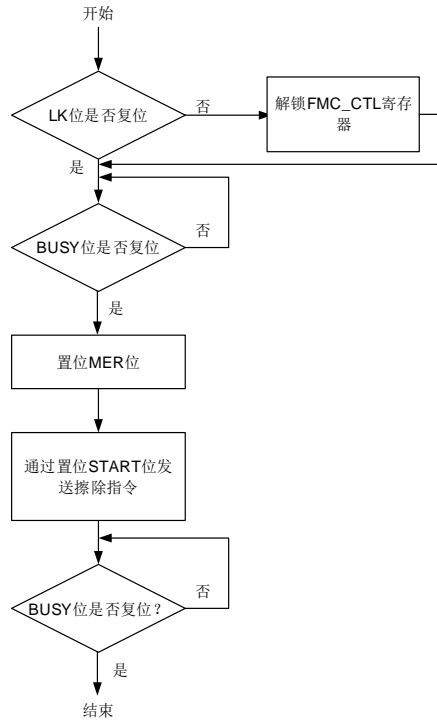 开始
LK位是否复位
否
解锁FMC_CTL寄存
器
是
BUSY位是否复位
否
是
置位MER位
通过置位START位发
送擦除指令
否
BUSY位是否复位？
是
结束